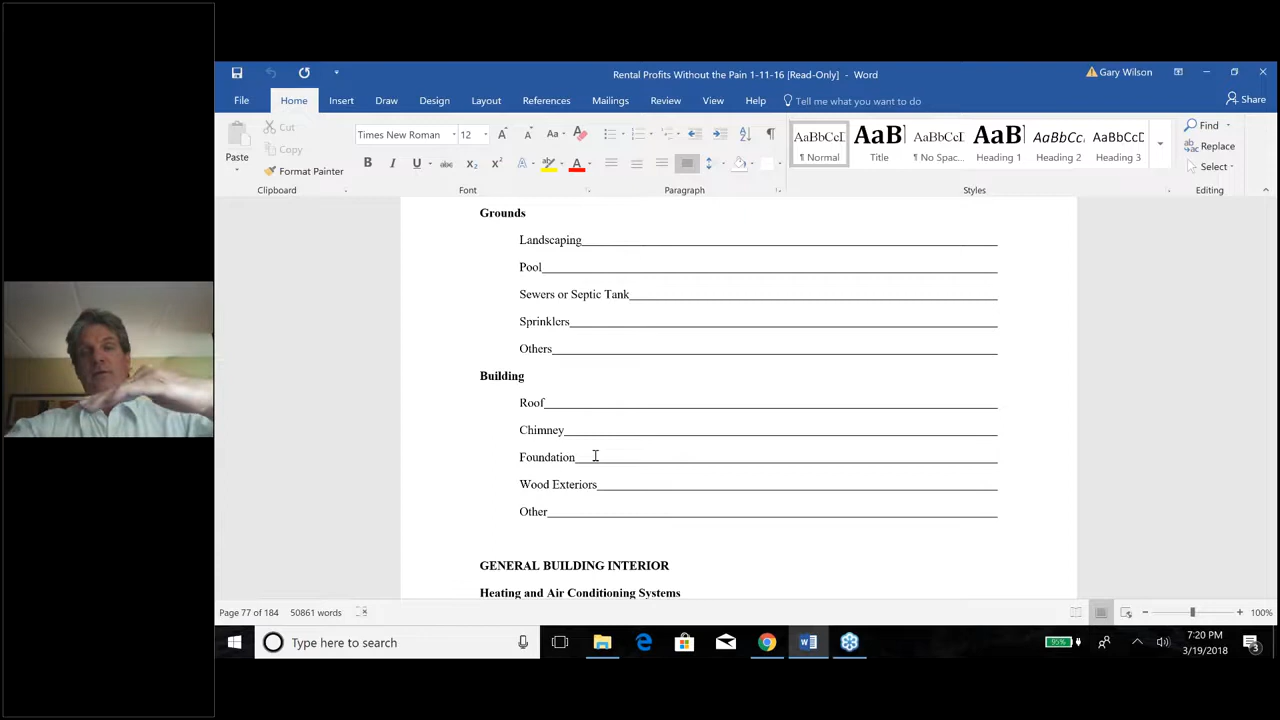 Rental Profits Without the Pain 1-11-16 [Read-Only] - Word
Gary Wilson
File Home Insert Draw Design Layout References Mailings Review View Help Tell me what you want to do Share
Paste
Cut
Copy
Format Painter
Clipboard
Times New Roman 12
Font
Paragraph
AaBbCcI ¶ Normal
AaB Title
AaBbCcD ¶ No Spac...
AaB Heading 1
AaBbCc Heading 2
AaBbCcD Heading 3
Styles
Find
Replace
Select
Editing
Grounds
Landscaping
Pool
Sewers or Septic Tank
Sprinklers
Others
Building
Roof
Chimney
Foundation
Wood Exteriors
Other
GENERAL BUILDING INTERIOR
Heating and Air Conditioning Systems
Page 77 of 184 50861 words 100%
Type here to search
95%
7:20 PM
3/19/2018
3